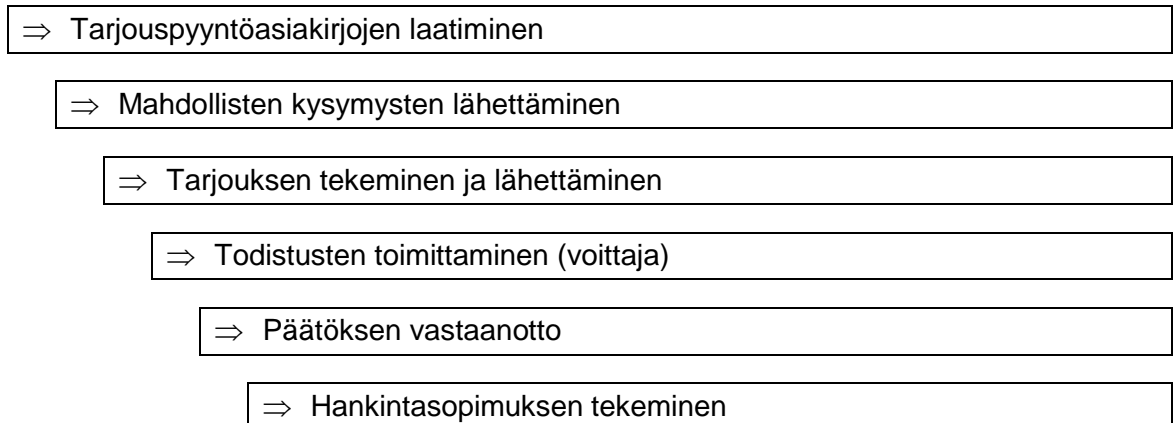 ⇒ Tarjouspyyntöasiakirjojen laatiminen
⇒ Mahdollisten kysymysten lähettäminen
⇒ Tarjouksen tekeminen ja lähettäminen
⇒ Todistusten toimittaminen (voittaja)
⇒ Päätöksen vastaanotto
⇒ Hankintasopimuksen tekeminen